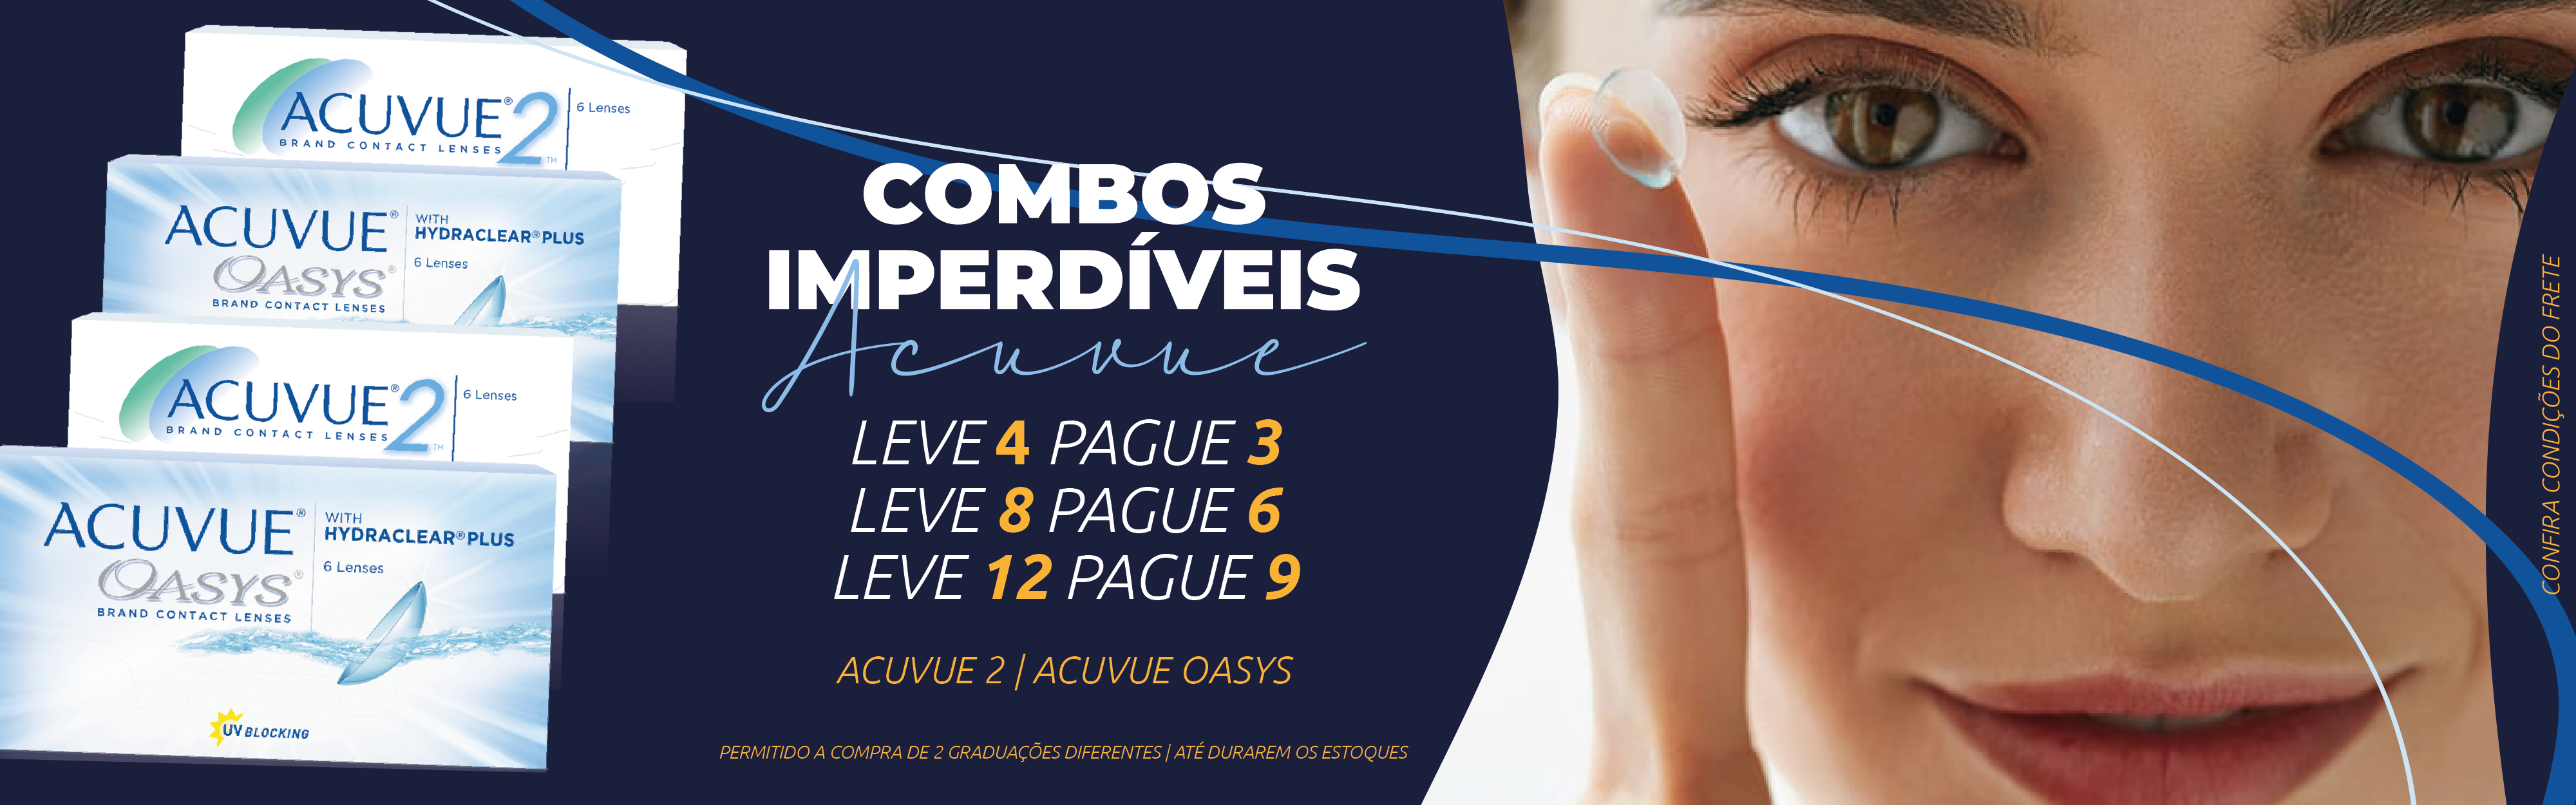 ACUVUE® 2™
BRAND CONTACT LENSES
6 Lenses
ACUVUE®
OASYS®
BRAND CONTACT LENSES
WITH
HYDRACLEAR® PLUS
6 Lenses
ACUVUE® 2™
BRAND CONTACT LENSES
6 Lenses
ACUVUE®
OASYS®
BRAND CONTACT LENSES
WITH
HYDRACLEAR® PLUS
6 Lenses
UV BLOCKING
COMBOS
IMPERDÍVEIS
Acuvue
LEVE 4 PAGUE 3
LEVE 8 PAGUE 6
LEVE 12 PAGUE 9
ACUVUE 2 | ACUVUE OASYS
PERMITIDO A COMPRA DE 2 GRADUAÇÕES DIFERENTES | ATÉ DURAREM OS ESTOQUES
CONFIRA CONDIÇÕES DO FRETE